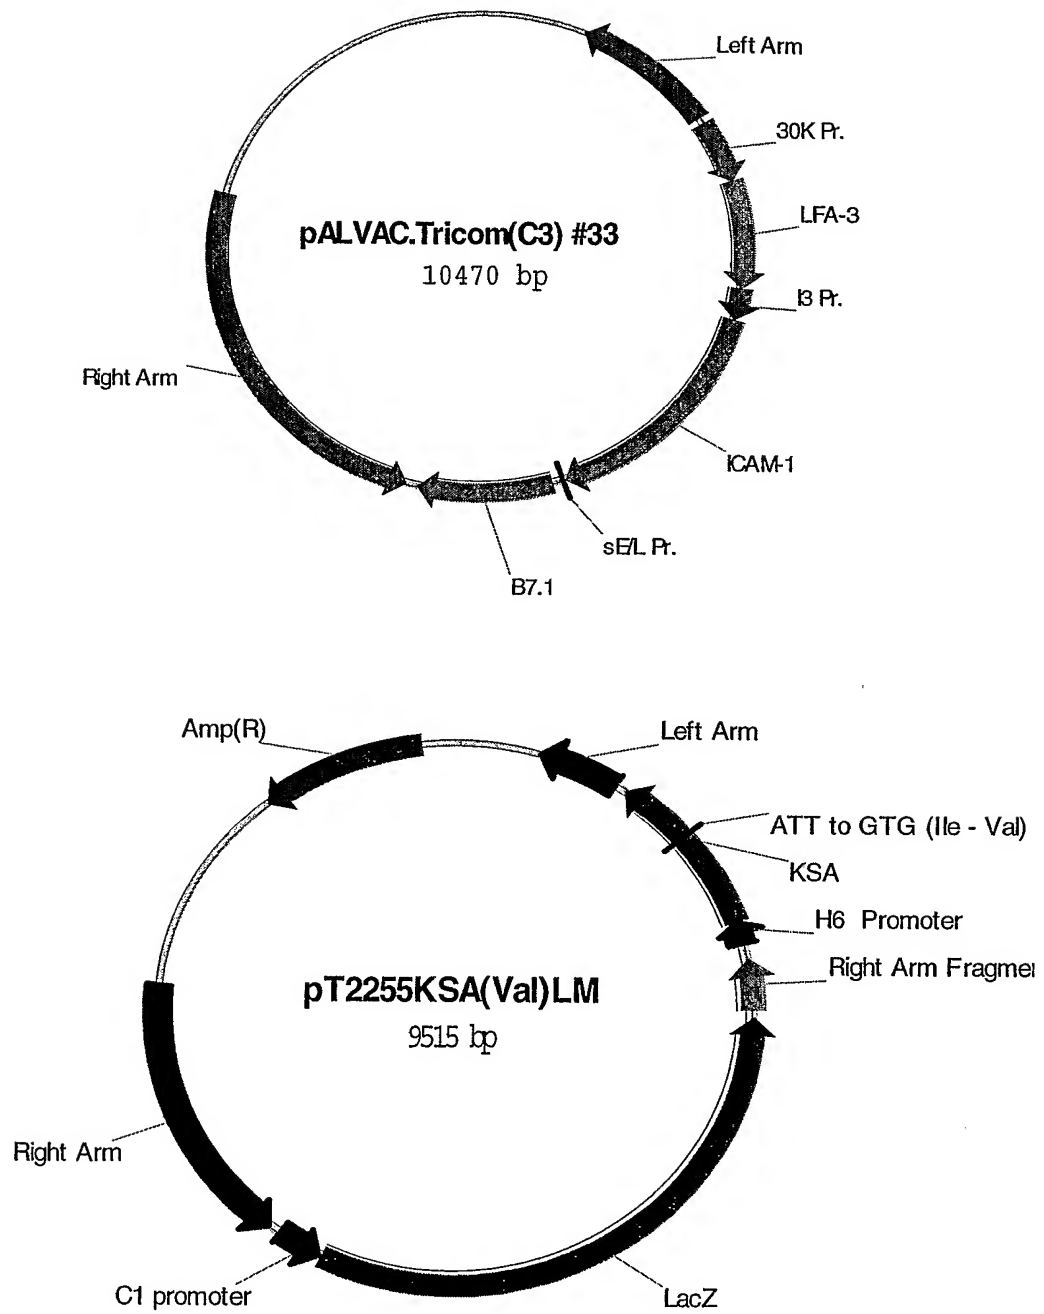 Left Arm
30K Pr.
LFA-3
I3 Pr.
pALVAC.Tricom(C3) #33
10470 bp
Right Arm
ICAM-1
sE/L Pr.
B7.1
Amp(R)
Left Arm
ATT to GTG (Ile - Val)
KSA
H6 Promoter
Right Arm Fragme
pT2255KSA(Val)LM
9515 bp
Right Arm
C1 promoter
LacZ